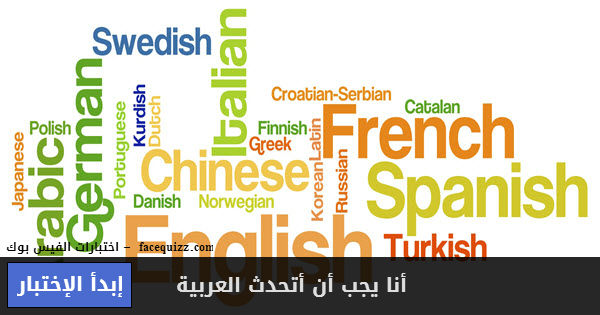 Swedish
Italian
German
Croatian-Serbian
Catalan
Kurdish
Dutch
Portuguese
Polish
Japanese
Finnish
Greek
Latin
French
Chinese
Korean
Russian
Spanish
Danish
Norwegian
English
Turkish
اختبارات الفيس بوك – facequizz.com
أنا يجب أن أتحدث العربية
إبدأ الإختبار